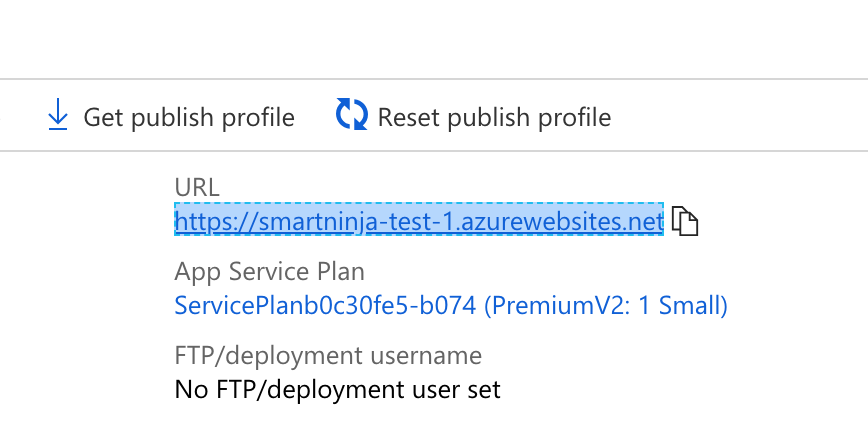 Get publish profile Reset publish profile
URL
https://smartninja-test-1.azurewebsites.net
App Service Plan
ServicePlanb0c30fe5-b074 (PremiumV2: 1 Small)
FTP/deployment username
No FTP/deployment user set